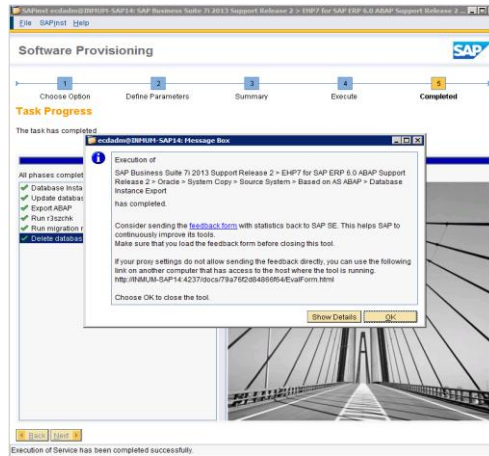 SAPinst ecdadm@INMUM-SAP14: SAP Business Suite 7i 2013 Support Release 2 > EHP7 for SAP ERP 6.0 ABAP Support Release 2
File SAPinst Help
Software Provisioning
SAP
1 2 3 4 5
Choose Option Define Parameters Summary Execute Completed
Task Progress
The task has completed
ecdadm@INMUM-SAP14: Message Box
Execution of
SAP Business Suite 7i 2013 Support Release 2 > EHP7 for SAP ERP 6.0 ABAP Support
Release 2 > Oracle > System Copy > Source System > Based on AS ABAP > Database
Instance Export
has completed.
Consider sending the feedback form with statistics back to SAP SE. This helps SAP to
continuously improve its tools.
Make sure that you load the feedback form before closing this tool.
If your proxy settings do not allow sending the feedback directly, you can use the following
link on another computer that has access to the host where the tool is running.
http://INMUM-SAP14:4237/docs/79a76f2d84866f54/EvalForm.html
Choose OK to close the tool.
Show Details OK
All phases complet
Database Insta
Update databas
Export ABAP
Run r3szchk
Run migration m
Delete databas
Back Next
Execution of Service has been completed successfully.